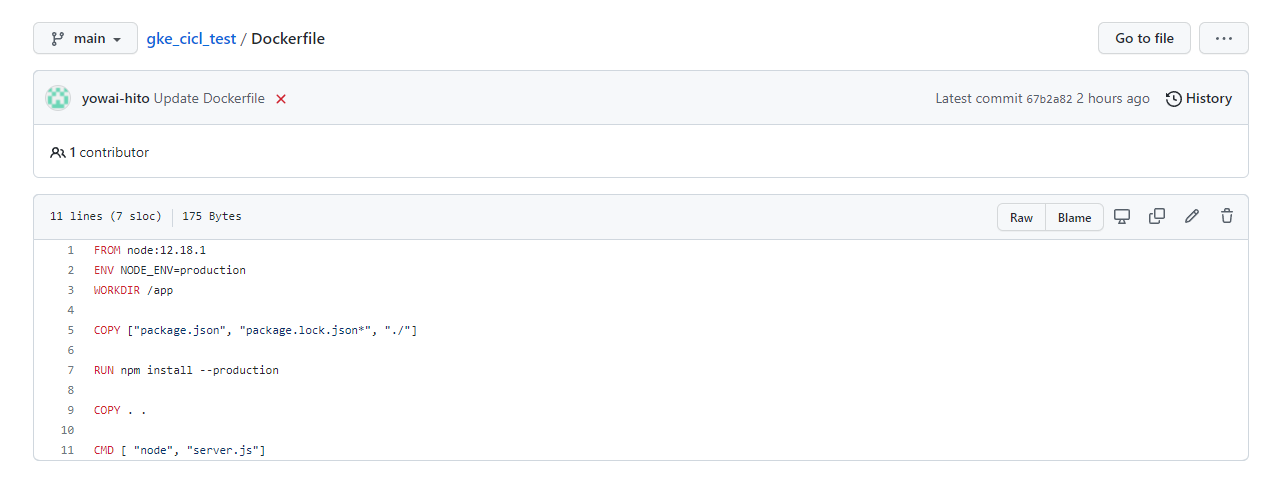 main
gke_cicl_test / Dockerfile
Go to file
...
yowai-hito Update Dockerfile
Latest commit 67b2a82 2 hours ago
History
1 contributor
11 lines (7 sloc) 175 Bytes
Raw
Blame
1 FROM node:12.18.1
2 ENV NODE_ENV=production
3 WORKDIR /app
4
5 COPY ["package.json", "package.lock.json*", "./"]
6
7 RUN npm install --production
8
9 COPY . .
10
11 CMD [ "node", "server.js"]